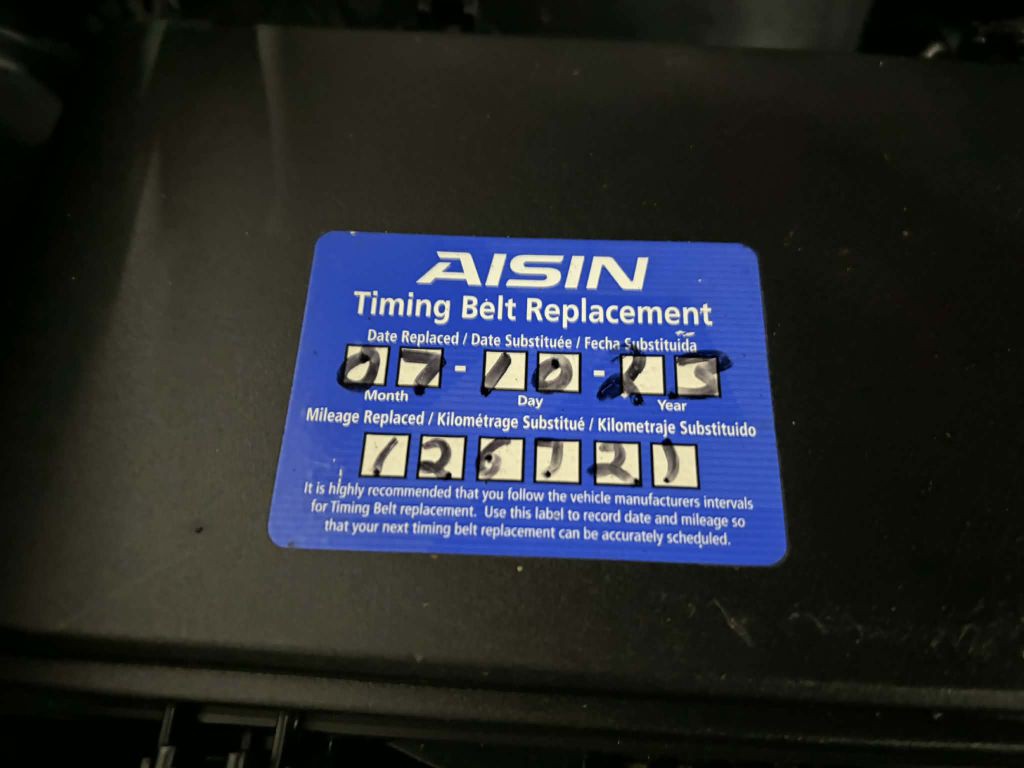 AISIN
Timing Belt Replacement
Date Replaced / Date Substituée / Fecha Substituída
07-10-23
Month Day Year
Mileage Replaced / Kilométrage Substitué / Kilometraje Substituido
126121
It is highly recommended that you follow the vehicle manufacturers intervals
for Timing Belt replacement. Use this label to record date and mileage so
that your next timing belt replacement can be accurately scheduled.